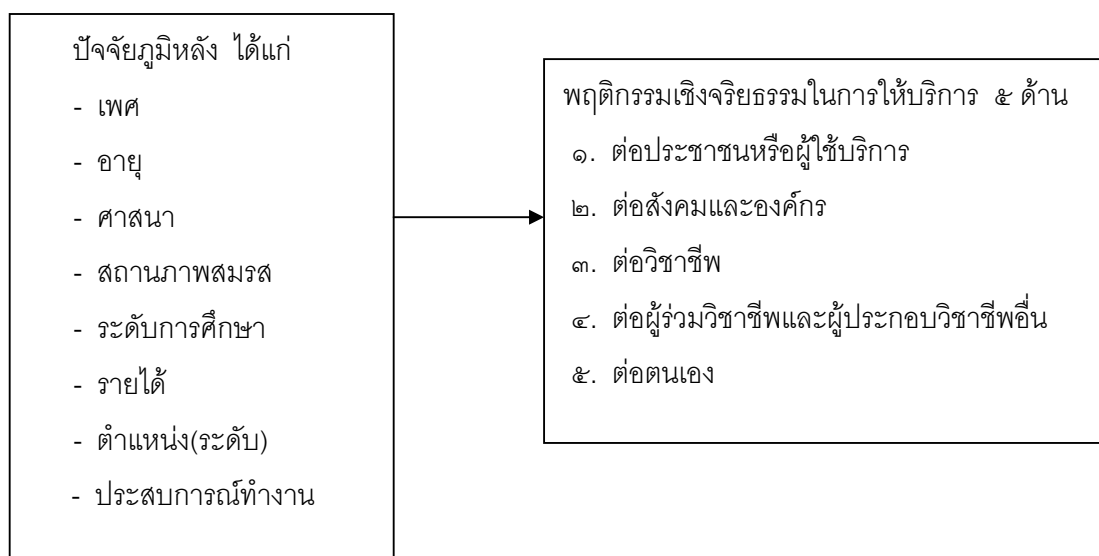 ปัจจัยภูมิหลัง ได้แก่
- เพศ
- อายุ
- ศาสนา
- สถานภาพสมรส
- ระดับการศึกษา
- รายได้
- ตำแหน่ง(ระดับ)
- ประสบการณ์ทำงาน
พฤติกรรมเชิงจริยธรรมในการให้บริการ ๕ ด้าน
๑. ต่อประชาชนหรือผู้ใช้บริการ
๒. ต่อสังคมและองค์กร
๓. ต่อวิชาชีพ
๔. ต่อผู้ร่วมวิชาชีพและผู้ประกอบวิชาชีพอื่น
๕. ต่อตนเอง